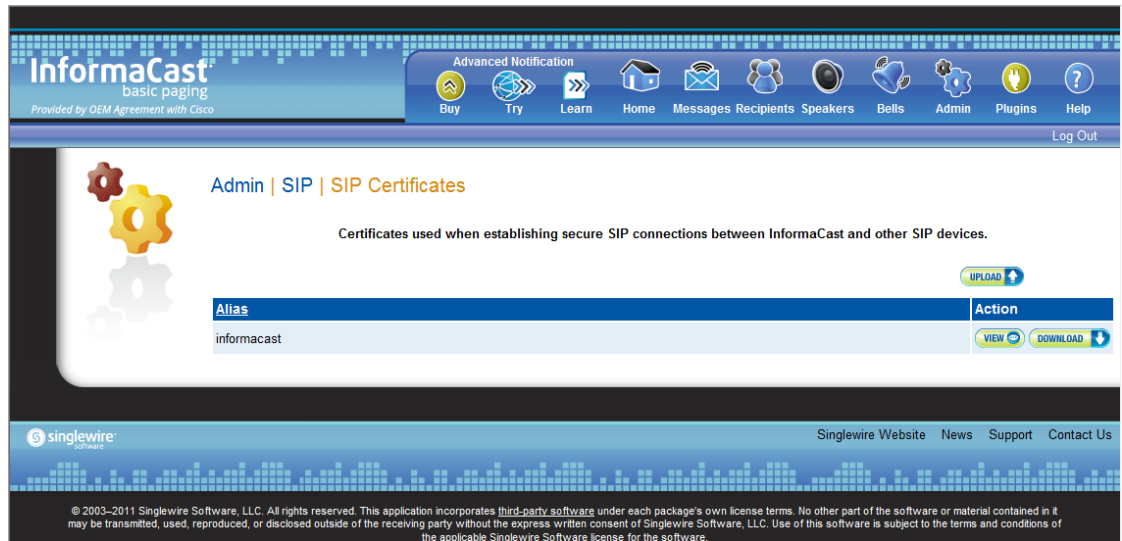 InformaCast
basic paging
Provided by OEM Agreement with Cisco
Advanced Notification
Buy Try Learn Home Messages Recipients Speakers Bells Admin Plugins Help
Log Out
Admin | SIP | SIP Certificates
Certificates used when establishing secure SIP connections between InformaCast and other SIP devices.
UPLOAD
Alias Action
informacast VIEW DOWNLOAD
singlewire
software
Singlewire Website News Support Contact Us
© 2003–2011 Singlewire Software, LLC. All rights reserved. This application incorporates third-party software under each package's own license terms. No other part of the software or material contained in it
may be transmitted, used, reproduced, or disclosed outside of the receiving party without the express written consent of Singlewire Software, LLC. Use of this software is subject to the terms and conditions of
the applicable Singlewire Software license for the software.